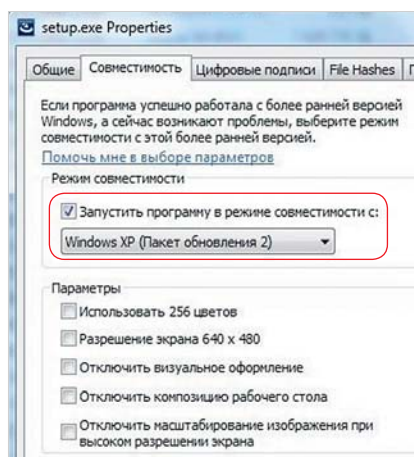 setup.exe Properties
Общие Совместимость Цифровые подписи File Hashes
Если программа успешно работала с более ранней версией
Windows, а сейчас возникают проблемы, выберите режим
совместимости с этой более ранней версией.
Помочь мне в выборе параметров
Режим совместимости
Запустить программу в режиме совместимости с:
Windows XP (Пакет обновления 2)
Параметры
Использовать 256 цветов
Разрешение экрана 640 x 480
Отключить визуальное оформление
Отключить композицию рабочего стола
Отключить масштабирование изображения при
высоком разрешении экрана